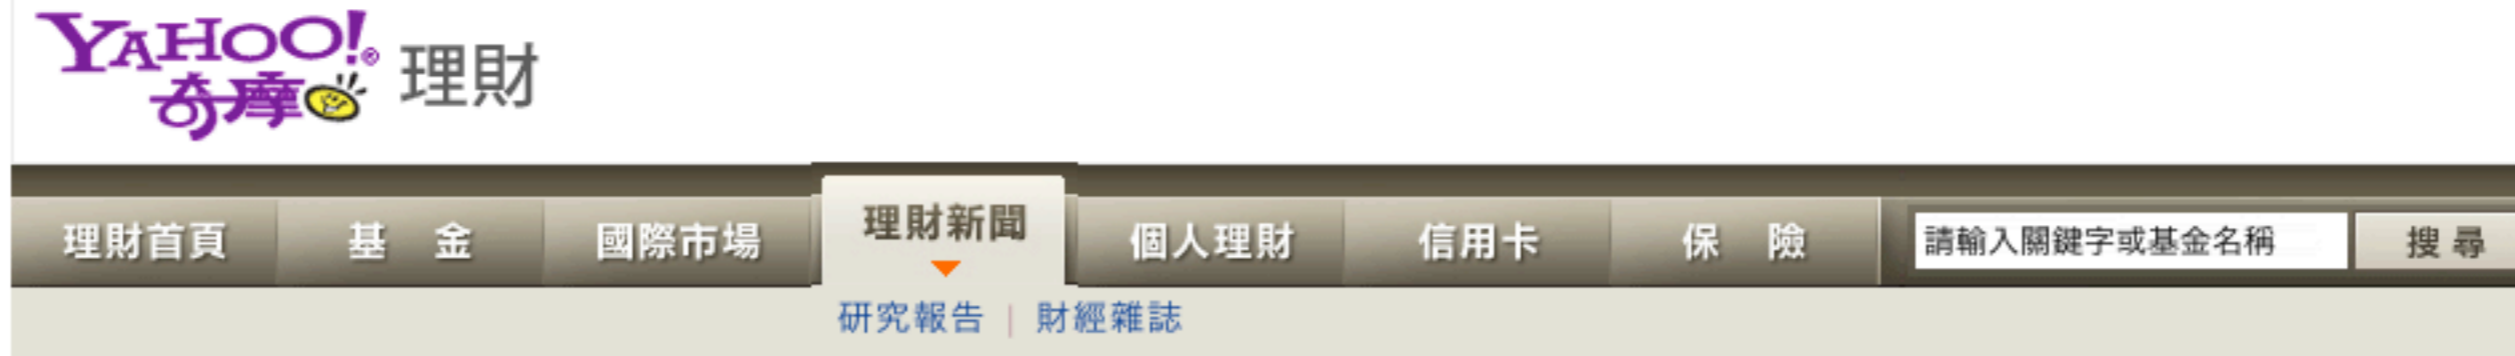 YAHOO!®
奇摩 理財
理財首頁 基 金 國際市場 理財新聞 個人理財 信用卡 保 險 請輸入關鍵字或基金名稱 搜尋
研究報告 | 財經雜誌